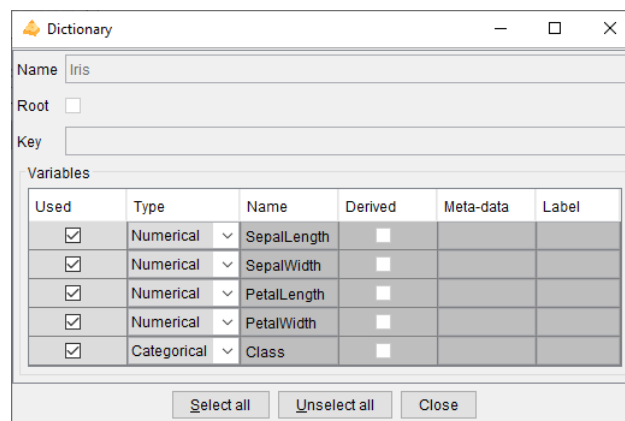 Dictionary
Name Iris
Root
Key
Variables
Used Type Name Derived Meta-data Label
Numerical SepalLength
Numerical SepalWidth
Numerical PetalLength
Numerical PetalWidth
Categorical Class
Select all Unselect all Close